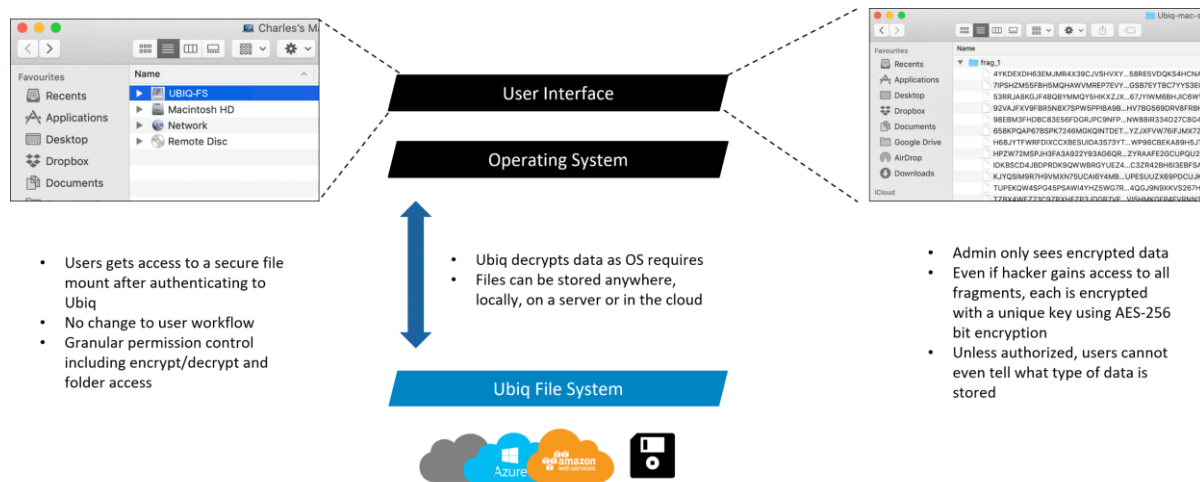 Charles's M
Favourites
Recents
Applications
Desktop
Dropbox
Documents
Name
UBIQ-FS
Macintosh HD
Network
Remote Disc
• Users gets access to a secure file
mount after authenticating to
Ubiq
• No change to user workflow
• Granular permission control
including encrypt/decrypt and
folder access
User Interface
Operating System
• Ubiq decrypts data as OS requires
• Files can be stored anywhere,
locally, on a server or in the cloud
Ubiq File System
Azure
amazon
web services
Ubiq-mac-s
Favourites
Recents
Applications
Desktop
Dropbox
Documents
Google Drive
AirDrop
Downloads
iCloud
Name
frag_1
• Admin only sees encrypted data
• Even if hacker gains access to all
fragments, each is encrypted
with a unique key using AES-256
bit encryption
• Unless authorized, users cannot
even tell what type of data is
stored